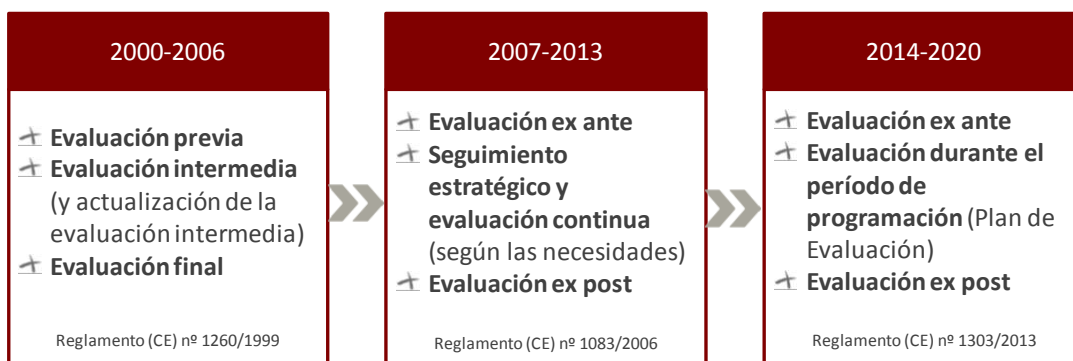 2000-2006
Evaluación previa
Evaluación intermedia
(y actualización de la
evaluación intermedia)
Evaluación final
Reglamento (CE) nº 1260/1999
2007-2013
Evaluación ex ante
Seguimiento
estratégico y
evaluación continua
(según las necesidades)
Evaluación ex post
Reglamento (CE) nº 1083/2006
2014-2020
Evaluación ex ante
Evaluación durante el
período de
programación (Plan de
Evaluación)
Evaluación ex post
Reglamento (CE) nº 1303/2013